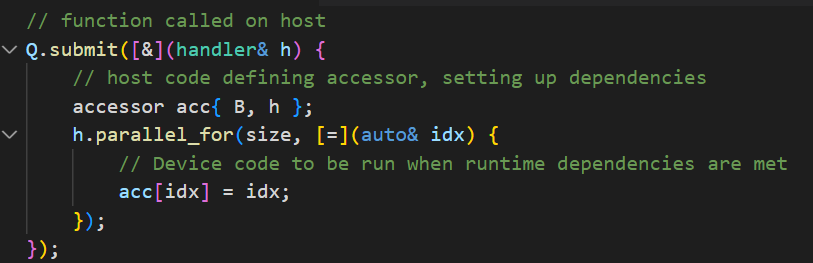 // function called on host
Q.submit([&](handler& h) {
    // host code defining accessor, setting up dependencies
    accessor acc{ B, h };
    h.parallel_for(size, [=](auto& idx) {
        // Device code to be run when runtime dependencies are met
        acc[idx] = idx;
    });
});